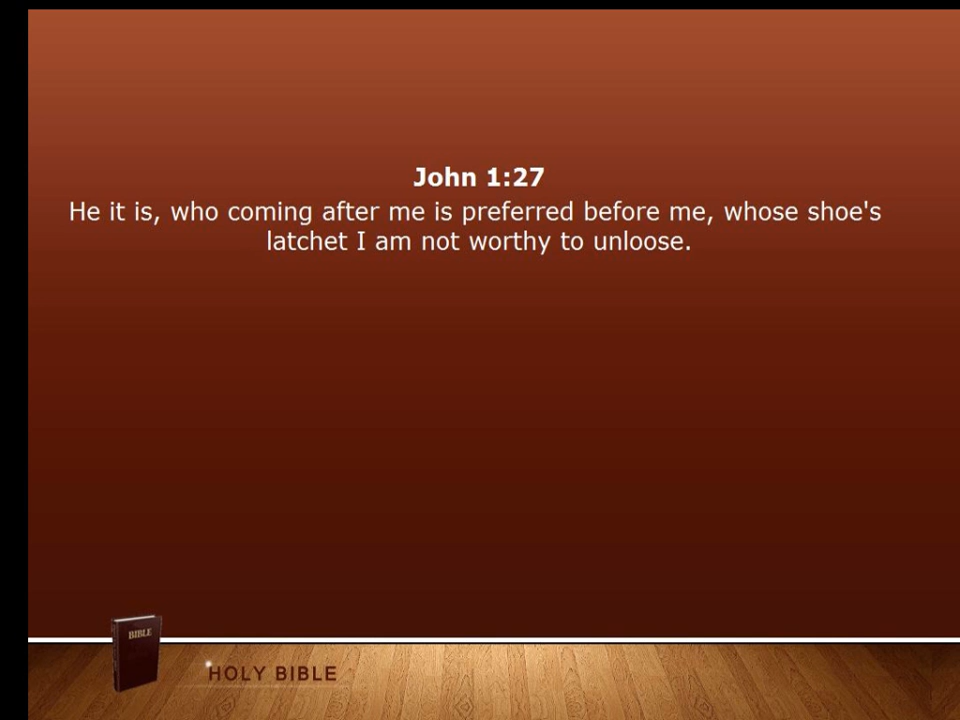 John 1:27
He it is, who coming after me is preferred before me, whose shoe's
latchet I am not worthy to unloose.
BIBLE
HOLY BIBLE